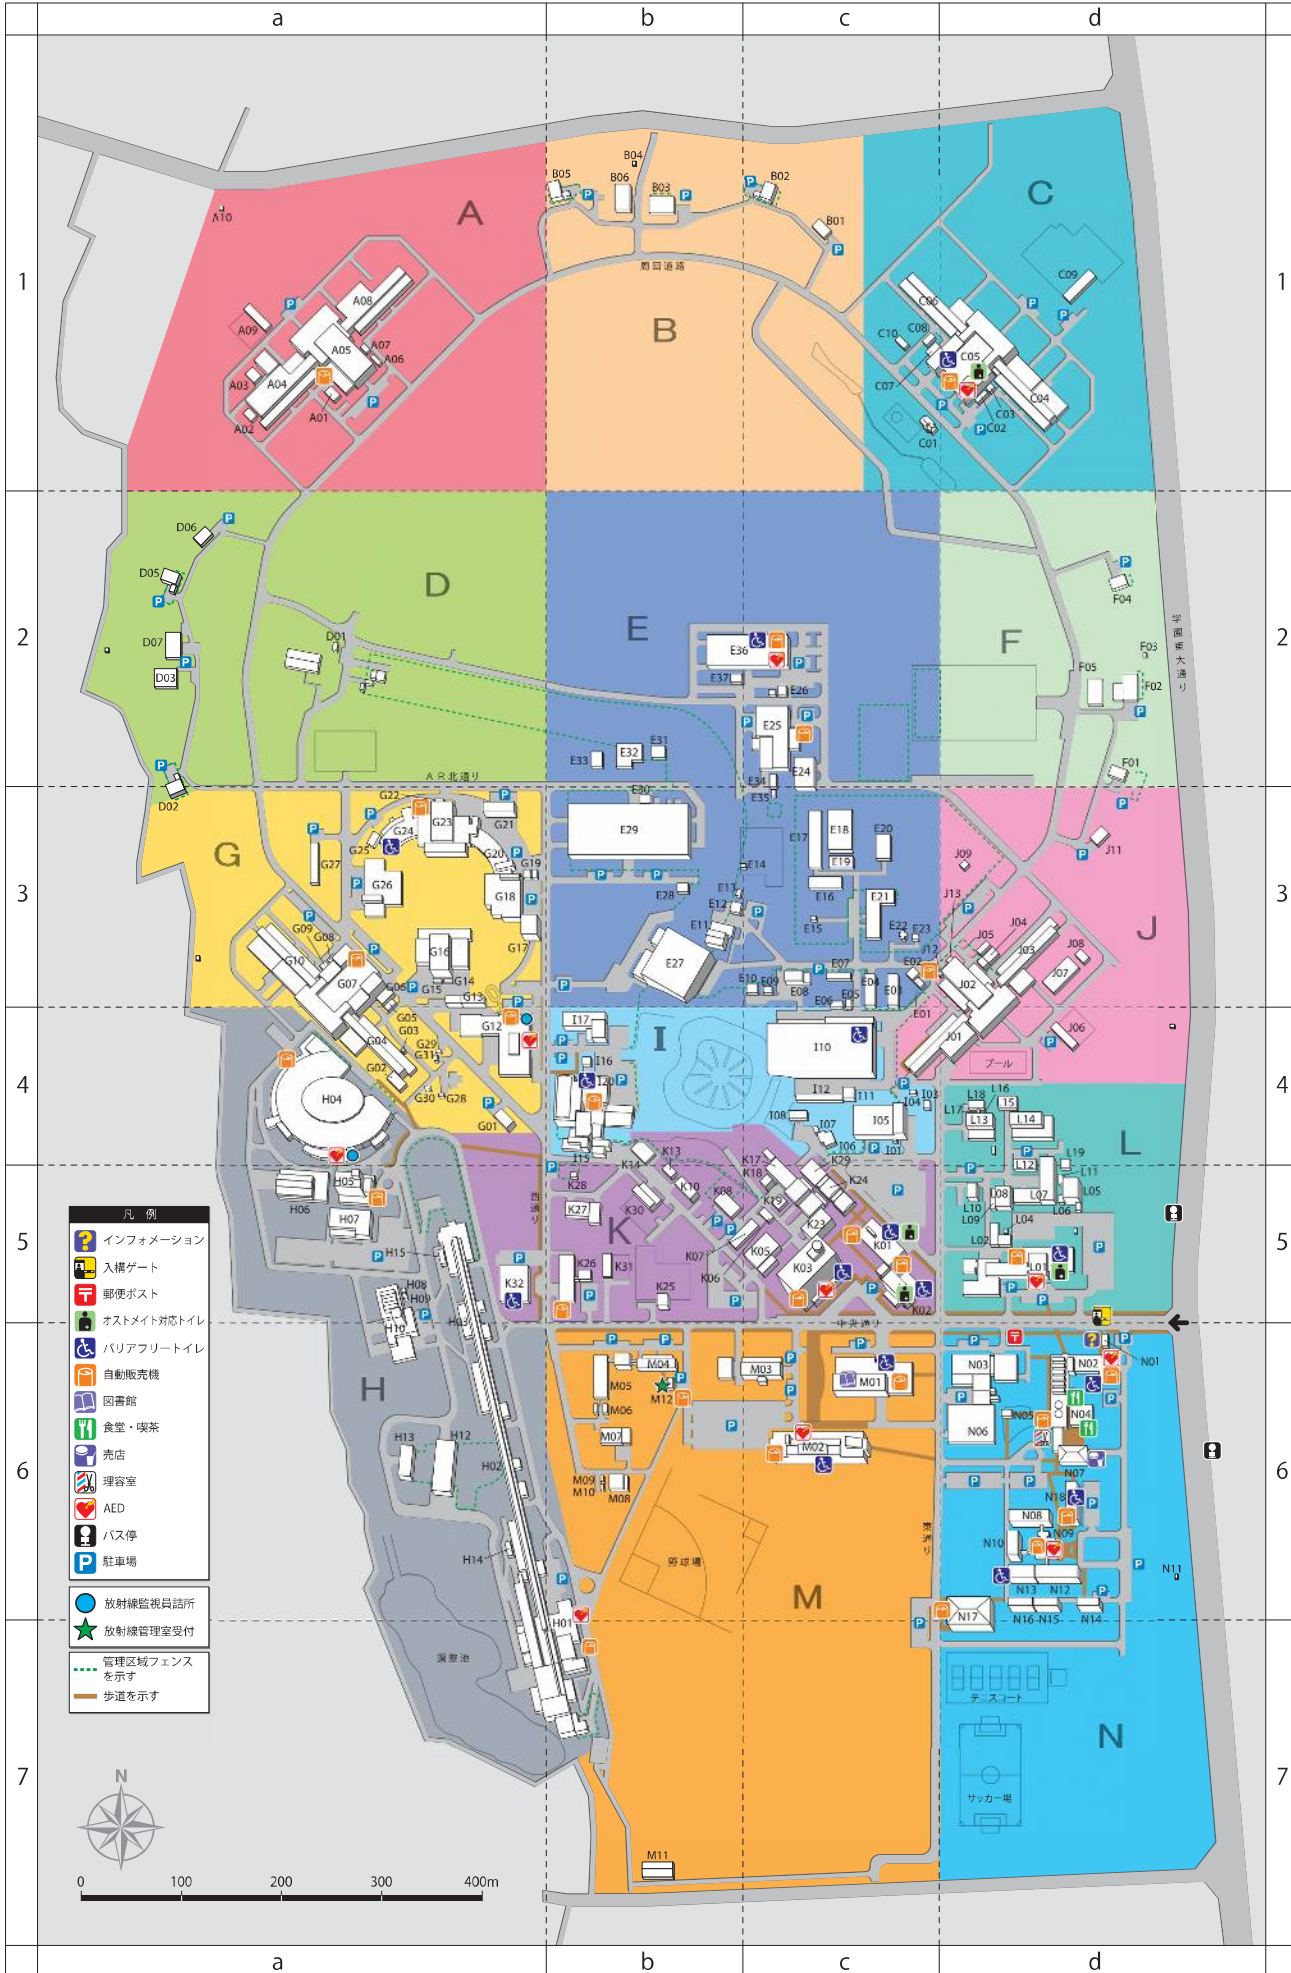 a b c d
1
A
B
C
A10
A09
A08
A07
A06
A05
A04
A03
A02
A01
B05
B04
B06
B03
B02
B01
周回道路
C09
C06
C10
C08
C05
C07
C04
C03
C02
C01
1
2
D
E
F
D06
D05
D07
D03
D02
D01
AR北通り
E36
E37
E26
E25
E24
E34
E35
E33
E32
E31
F04
F03
F05
F02
F01
学園東大通り
2
3
G
J
G22
G23
G24
G25
G21
G20
G19
G18
G17
G27
G26
G09
G08
G10
G07
G06
G16
G15
G14
G13
E30
E29
E28
E27
E14
E13
E12
E11
E10
E09
E08
E07
E06
E05
E04
E03
E02
E01
E17
E18
E19
E20
E16
E15
E21
E22
E23
J13
J12
J09
J11
J05
J04
J03
J08
J07
J02
J01
J06
プール
3
4
I
L
G12
G05
G03
G04
G02
G29
G31
G30
G28
G01
H04
I17
I16
I20
I15
I10
I12
I11
I08
I07
I06
I05
I04
I03
I01
L18
L16
L17
L15
L13
L14
4
5
K
H05
H06
H07
H15
H08
H09
H10
H03
西通り
K32
K28
K27
K26
K31
K30
K14
K13
K10
K08
K07
K06
K25
K17
K18
K19
K29
K24
K23
K05
K03
K01
K02
中央通り
L12
L19
L11
L10
L09
L08
L07
L06
L05
L04
L02
L01
5
6
H
M
H13
H12
H02
H14
H01
調整池
M05
M04
M12
M06
M07
M09
M10
M08
M03
M01
M02
野球場
東通り
N01
N02
N03
N04
N05
N06
N07
N18
N08
N09
N10
N13
N12
N11
N16
N15
N14
N17
6
7
N
M11
テニスコート
サッカー場
7
凡例
インフォメーション
入構ゲート
郵便ポスト
オストメイト対応トイレ
バリアフリートイレ
自動販売機
図書館
食堂・喫茶
売店
理容室
AED
バス停
P 駐車場
放射線監視員詰所
放射線管理室受付
管理区域フェンス
を示す
歩道を示す
N
0 100 200 300 400m
a b c d